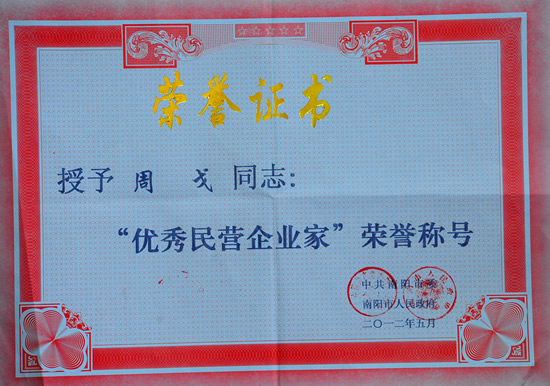 荣誉证书
授予 周 戈 同志：
“优秀民营企业家”荣誉称号
中共南阳市委
南阳市人民政府
二〇一二年五月